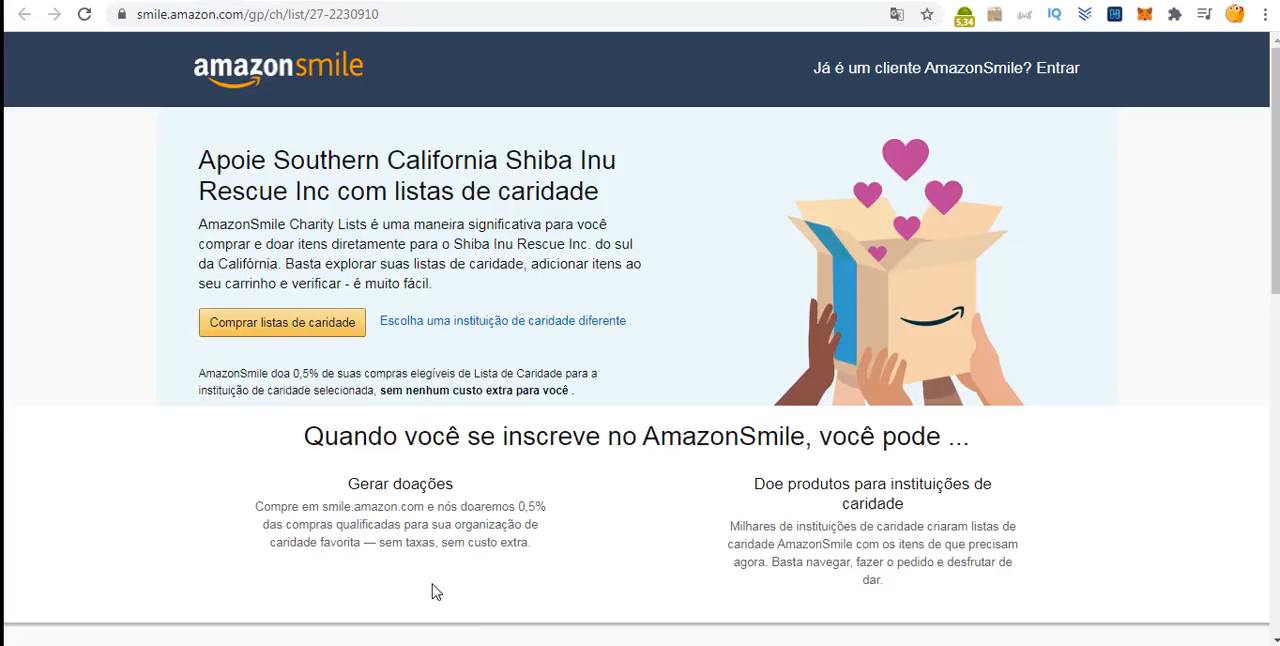 smile.amazon.com/gp/ch/list/27-2230910
5,34
IQ
amazonsmile
Já é um cliente AmazonSmile? Entrar
Apoie Southern California Shiba Inu
Rescue Inc com listas de caridade
AmazonSmile Charity Lists é uma maneira significativa para você
comprar e doar itens diretamente para o Shiba Inu Rescue Inc. do sul
da Califórnia. Basta explorar suas listas de caridade, adicionar itens ao
seu carrinho e verificar - é muito fácil.
Comprar listas de caridade
Escolha uma instituição de caridade diferente
AmazonSmile doa 0,5% de suas compras elegíveis de Lista de Caridade para a
instituição de caridade selecionada, sem nenhum custo extra para você .
Quando você se inscreve no AmazonSmile, você pode ...
Gerar doações
Compre em smile.amazon.com e nós doaremos 0,5%
das compras qualificadas para sua organização de
caridade favorita — sem taxas, sem custo extra.
Doe produtos para instituições de
caridade
Milhares de instituições de caridade criaram listas de
caridade AmazonSmile com os itens de que precisam
agora. Basta navegar, fazer o pedido e desfrutar de
dar.